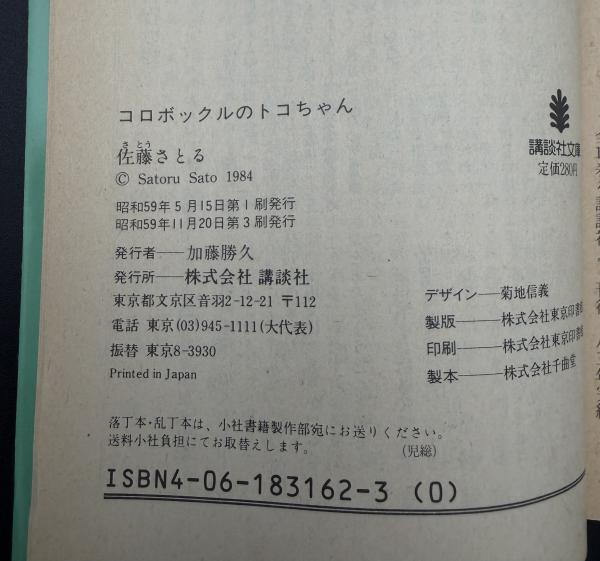 コロボックルのトコちゃん
さとう
佐藤さとる
© Satoru Sato 1984
昭和59年5月15日第1刷発行
昭和59年11月20日第3刷発行
発行者──加藤勝久
発行所──株式会社 講談社
東京都文京区音羽2-12-21 〒112
電話 東京(03)945-1111(大代表)
振替 東京8-3930
Printed in Japan
講談社文庫
定価280円
デザイン──菊地信義
製版──株式会社東京印書館
印刷──株式会社東京印書館
製本──株式会社千曲堂
落丁本・乱丁本は、小社書籍製作部宛にお送りください。
送料小社負担にてお取替えします。
(児総)
ISBN4-06-183162-3 (0)